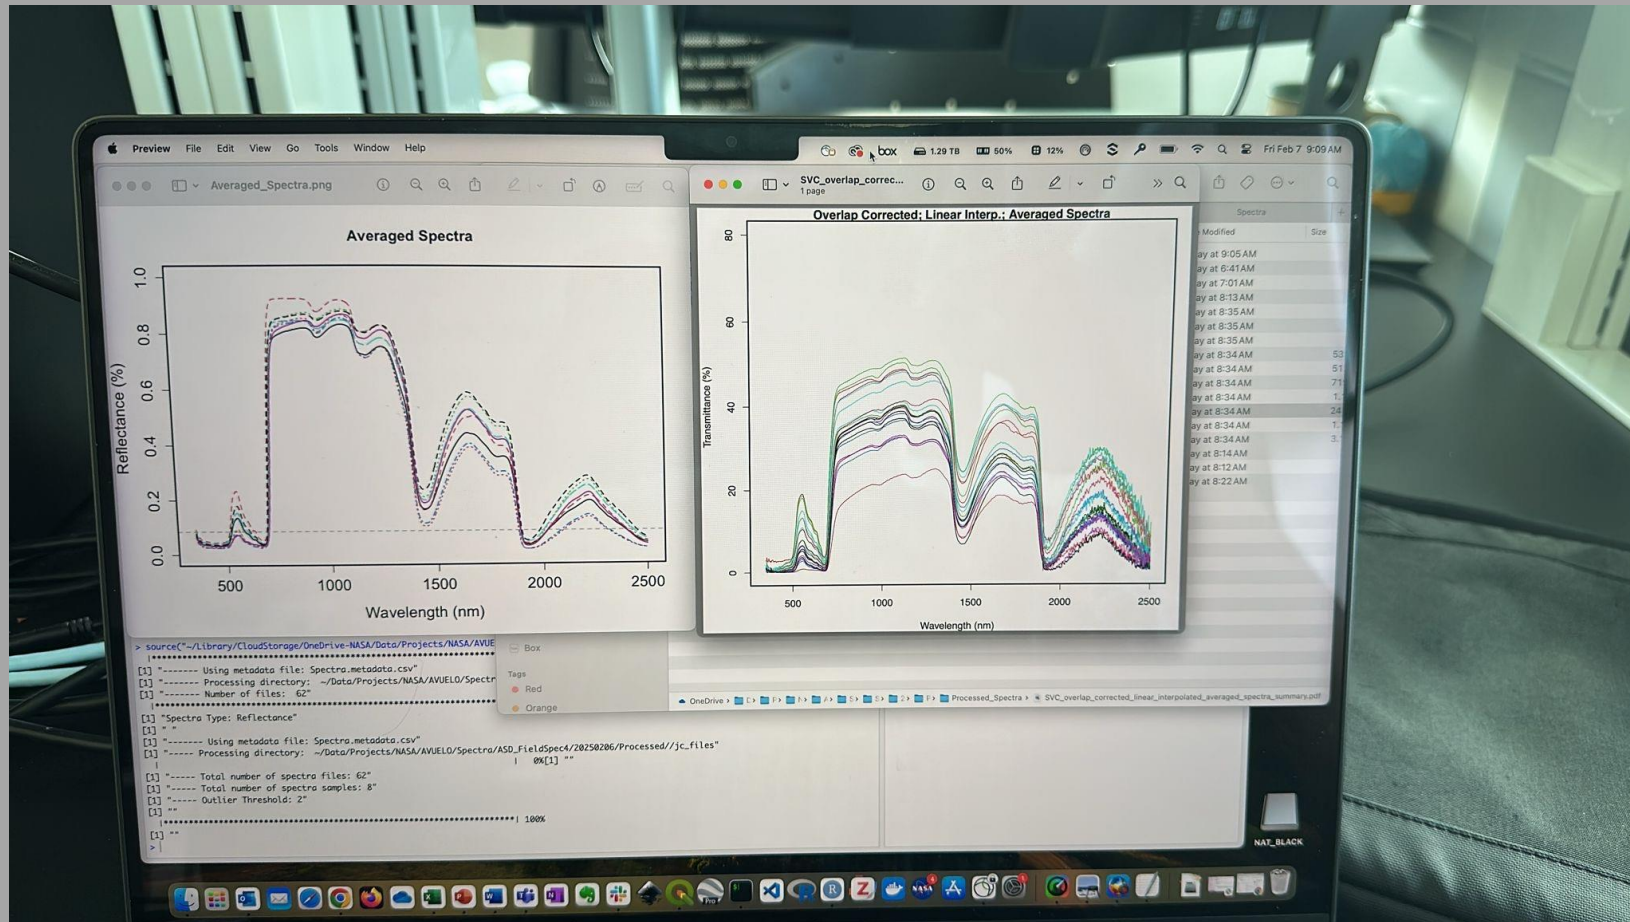 Preview File Edit View Go Tools Window Help
box 1.29 TB 50% 12% Fri Feb 7 9:09 AM
Averaged_Spectra.png
SVC_overlap_correc...
1 page
Averaged Spectra
Reflectance (%)
1.0
0.8
0.6
0.4
0.2
0.0
500 1000 1500 2000 2500
Wavelength (nm)
Overlap Corrected; Linear Interp.; Averaged Spectra
Transmittance (%)
80
60
40
20
0
500 1000 1500 2000 2500
Wavelength (nm)
Spectra
Modified Size
ay at 9:05 AM
ay at 6:41 AM
ay at 7:01 AM
ay at 8:13 AM
ay at 8:35 AM
ay at 8:35 AM
ay at 8:35 AM
ay at 8:34 AM 53
ay at 8:34 AM 51
ay at 8:34 AM 71
ay at 8:34 AM 1.
ay at 8:34 AM 24
ay at 8:34 AM 1.
ay at 8:34 AM 3.
ay at 8:14 AM
ay at 8:12 AM
ay at 8:22 AM
> source("~/Library/CloudStorage/OneDrive-NASA/Data/Projects/NASA/AVUE
[1] "------- Using metadata file: Spectra.metadata.csv"
[1] "------- Processing directory: ~/Data/Projects/NASA/AVUELO/Spectr
[1] "------- Number of files: 62"
[1] "Spectra Type: Reflectance"
[1] " "
[1] "------- Using metadata file: Spectra.metadata.csv"
[1] "----- Processing directory: ~/Data/Projects/NASA/AVUELO/Spectra/ASD_FieldSpec4/20250206/Processed//jc_files"
| | 0%[1] ""
[1] "----- Total number of spectra files: 62"
[1] "----- Total number of spectra samples: 8"
[1] "----- Outlier Threshold: 2"
[1] ""
| 100%
[1] ""
>
Box
Tags
Red
Orange
OneDrive › Processed_Spectra › SVC_overlap_corrected_linear_interpolated_averaged_spectra_summary.pdf
NAT_BLACK
Pro
NASA